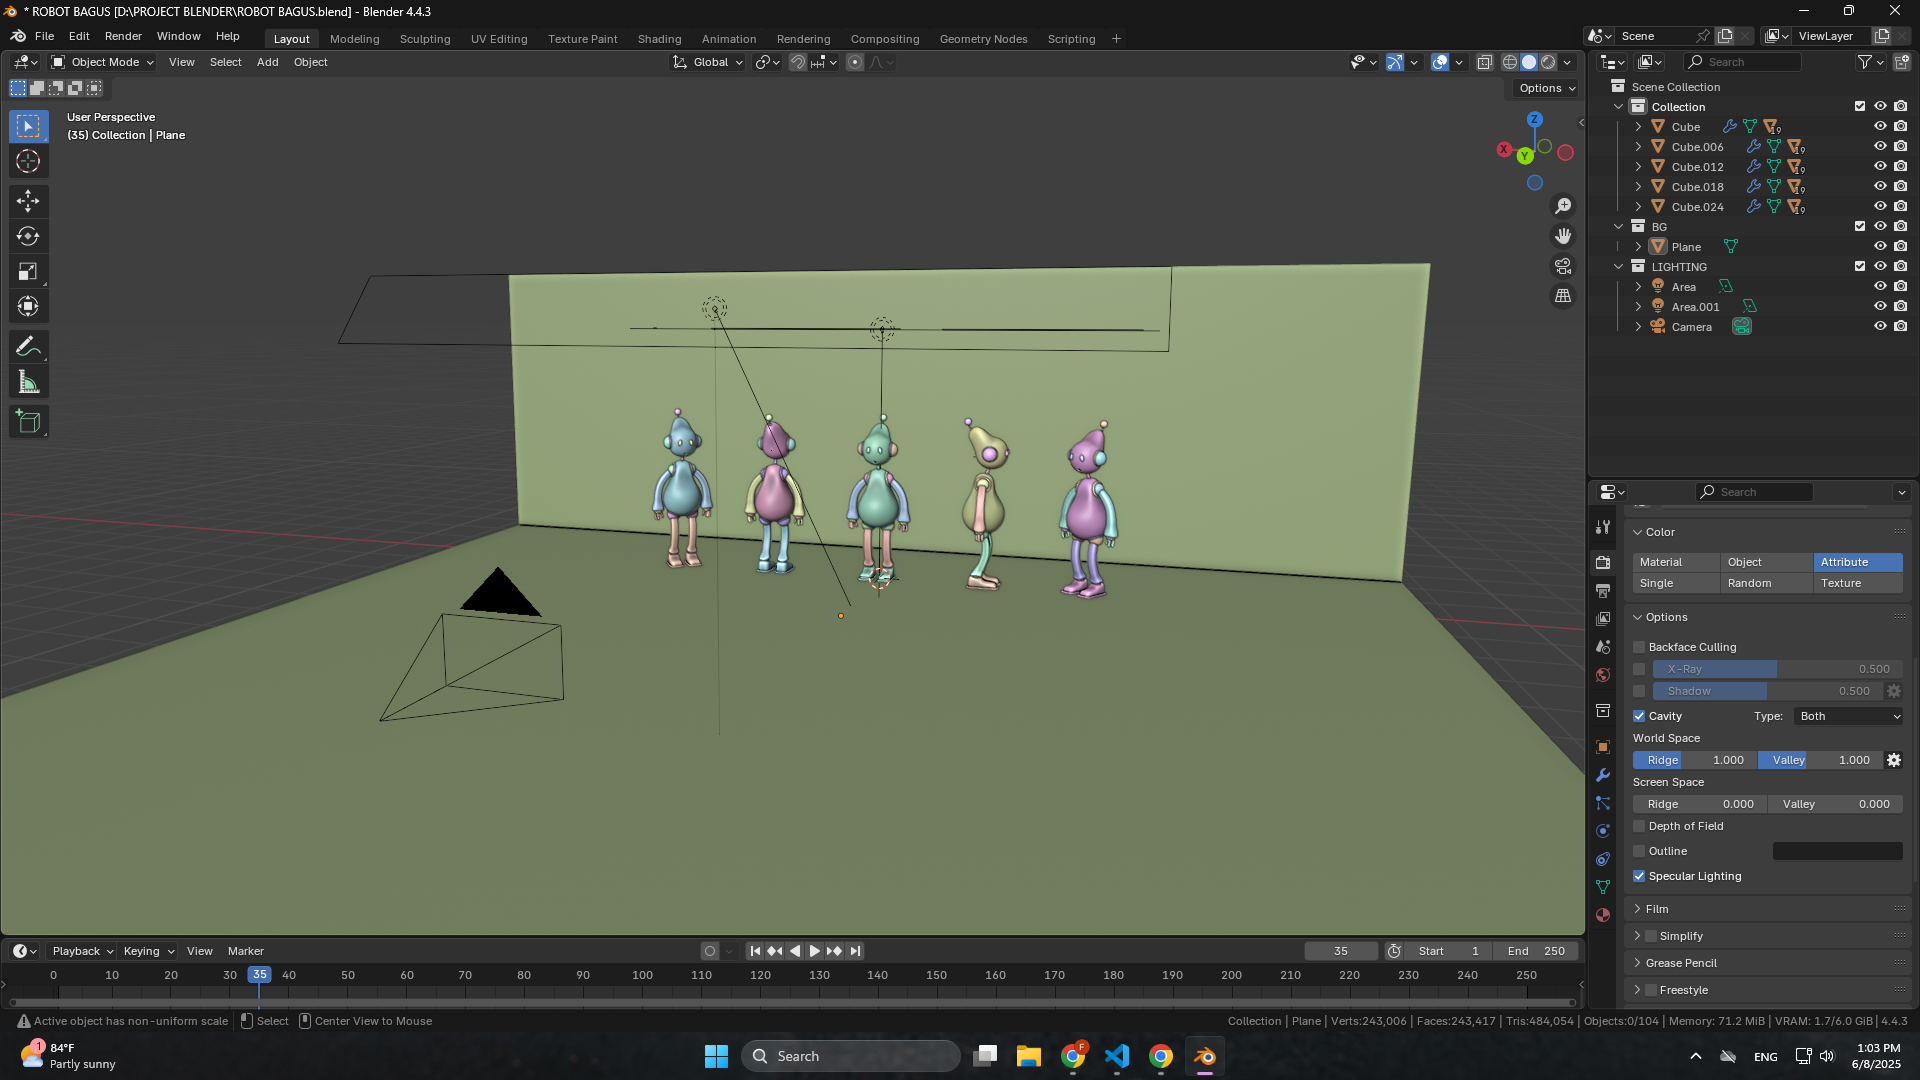 * ROBOT BAGUS [D:\PROJECT BLENDER\ROBOT BAGUS.blend] - Blender 4.4.3
File Edit Render Window Help
Layout Modeling Sculpting UV Editing Texture Paint Shading Animation Rendering Compositing Geometry Nodes Scripting +
Scene
ViewLayer
Object Mode View Select Add Object
Global
Options
User Perspective
(35) Collection | Plane
Z
X
Y
Search
Scene Collection
Collection
Cube 19
Cube.006 19
Cube.012 19
Cube.018 19
Cube.024 19
BG
Plane
LIGHTING
Area
Area.001
Camera
Search
Color
Material Object Attribute
Single Random Texture
Options
Backface Culling
X-Ray 0.500
Shadow 0.500
Cavity Type: Both
World Space
Ridge 1.000 Valley 1.000
Screen Space
Ridge 0.000 Valley 0.000
Depth of Field
Outline
Specular Lighting
Film
Simplify
Grease Pencil
Freestyle
Playback Keying View Marker
35 Start 1 End 250
0 10 20 30 35 40 50 60 70 80 90 100 110 120 130 140 150 160 170 180 190 200 210 220 230 240 250
Active object has non-uniform scale Select Center View to Mouse
Collection | Plane | Verts:243,006 | Faces:243,417 | Tris:484,054 | Objects:0/104 | Memory: 71.2 MiB | VRAM: 1.7/6.0 GiB | 4.4.3
1
84°F
Partly sunny
Search
F
ENG
1:03 PM
6/8/2025